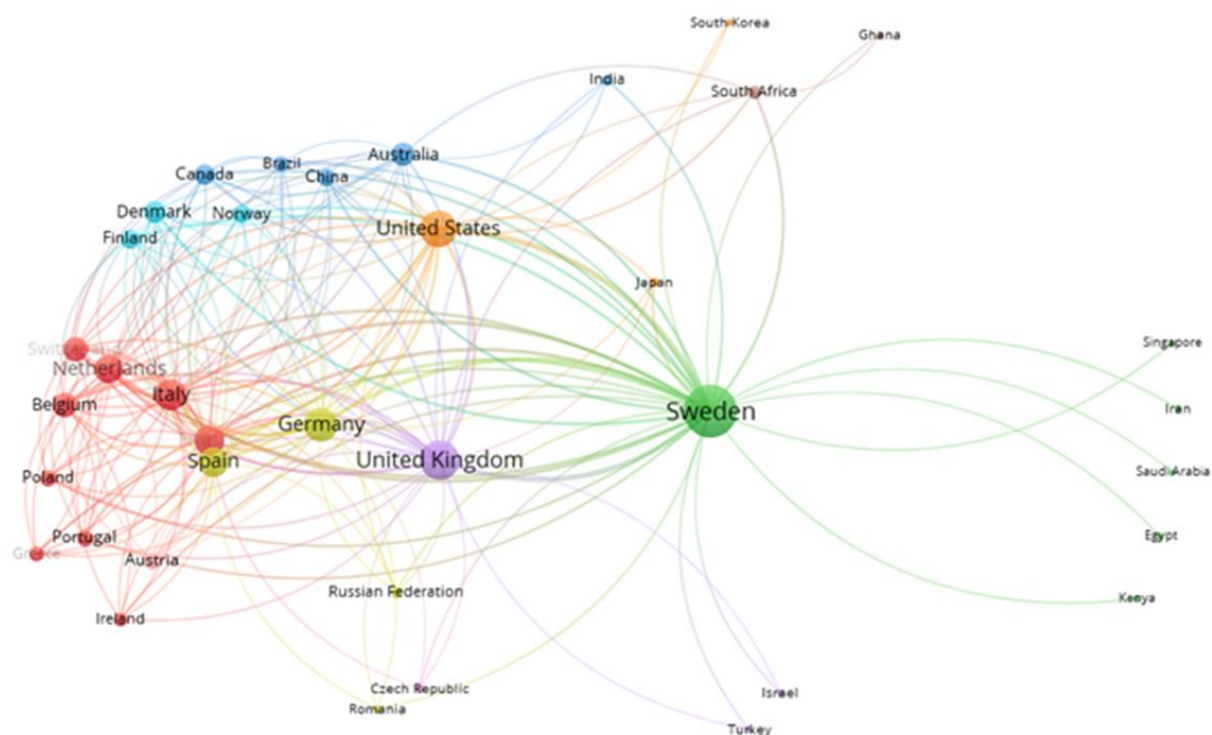 South Korea
Ghana
India
South Africa
Australia
Brazil
Canada
China
Denmark
Norway
United States
Finland
Japan
Singapore
Switzerland
Netherlands
Italy
Belgium
Iran
Sweden
Germany
Spain
United Kingdom
Saudi Arabia
Poland
Portugal
Egypt
Greece
Austria
Russian Federation
Kenya
Ireland
Czech Republic
Israel
Romania
Turkey